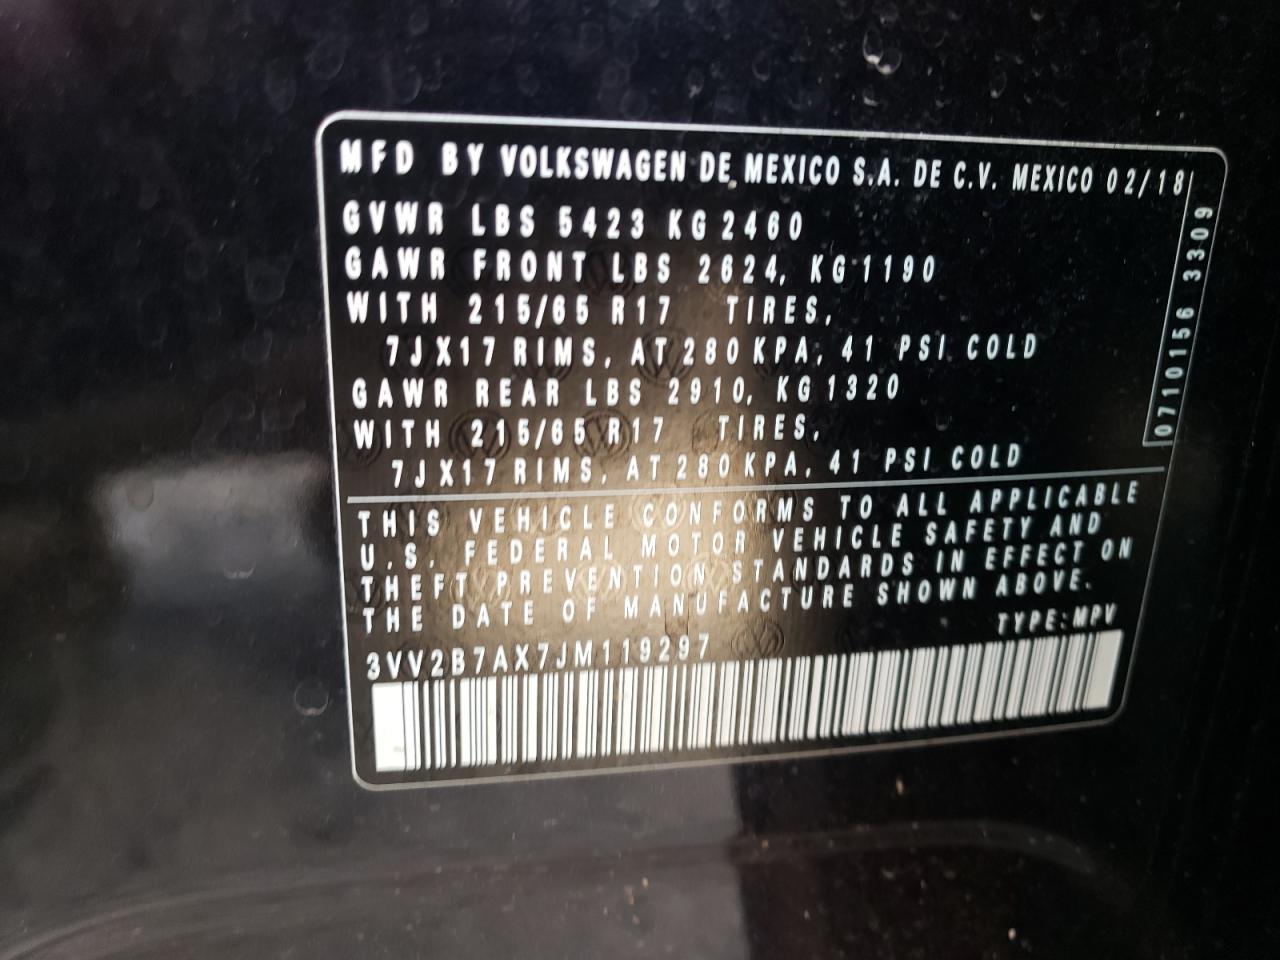 MFD BY VOLKSWAGEN DE MEXICO S.A. DE C.V. MEXICO 02/18
GVWR LBS 5423 KG 2460
GAWR FRONT LBS 2624, KG 1190
WITH 215/65 R17 TIRES,
7JX17 RIMS, AT 280 KPA, 41 PSI COLD
GAWR REAR LBS 2910, KG 1320
WITH 215/65 R17 TIRES,
7JX17 RIMS, AT 280 KPA, 41 PSI COLD
0710156 3309
THIS VEHICLE CONFORMS TO ALL APPLICABLE
U.S. FEDERAL MOTOR VEHICLE SAFETY AND
THEFT PREVENTION STANDARDS IN EFFECT ON
THE DATE OF MANUFACTURE SHOWN ABOVE.
TYPE:MPV
3VV2B7AX7JM119297